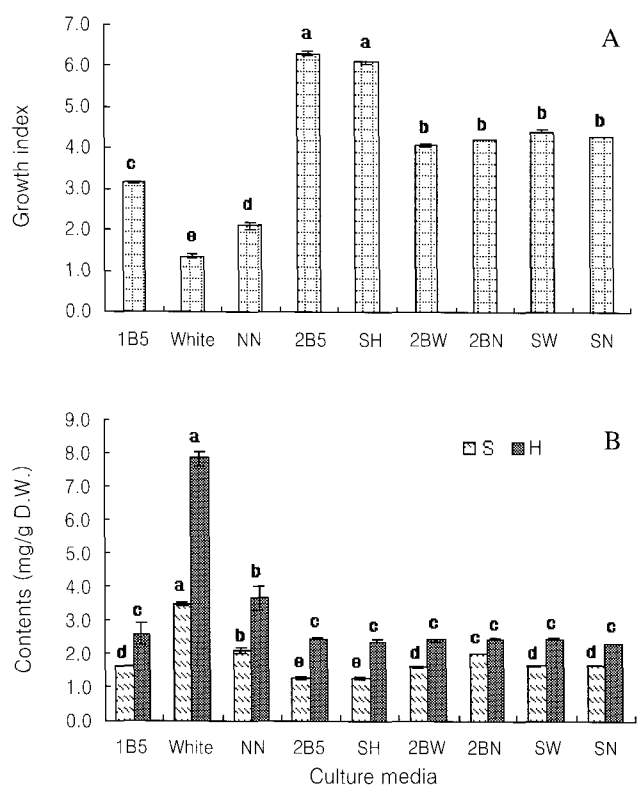 A
Growth index
7.0
6.0
5.0
4.0
3.0
2.0
1.0
0.0
c e d a a b b b b
1B5 White NN 2B5 SH 2BW 2BN SW SN
B
S H
Contents (mg/g D.W.)
9.0
8.0
7.0
6.0
5.0
4.0
3.0
2.0
1.0
0.0
d c a a b b e c e c d c c c d c d c
1B5 White NN 2B5 SH 2BW 2BN SW SN
Culture media